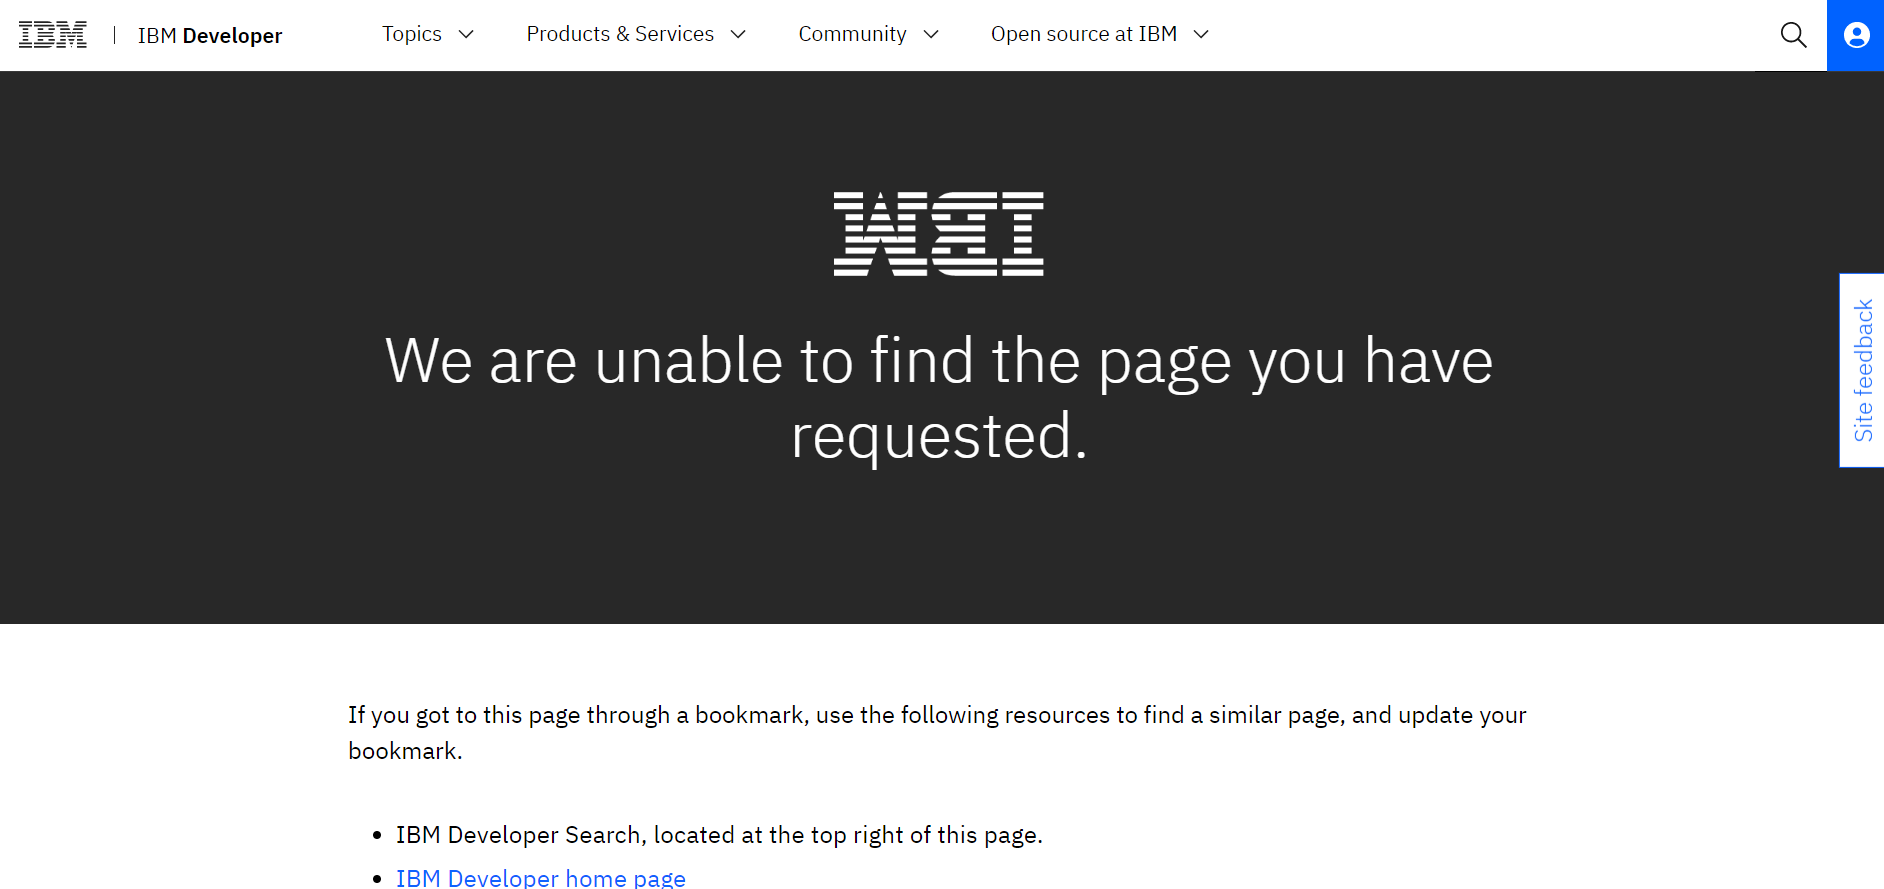 IBM
IBM Developer
Topics
Products & Services
Community
Open source at IBM
IBM
We are unable to find the page you have
requested.
Site feedback
If you got to this page through a bookmark, use the following resources to find a similar page, and update your
bookmark.
IBM Developer Search, located at the top right of this page.
IBM Developer home page